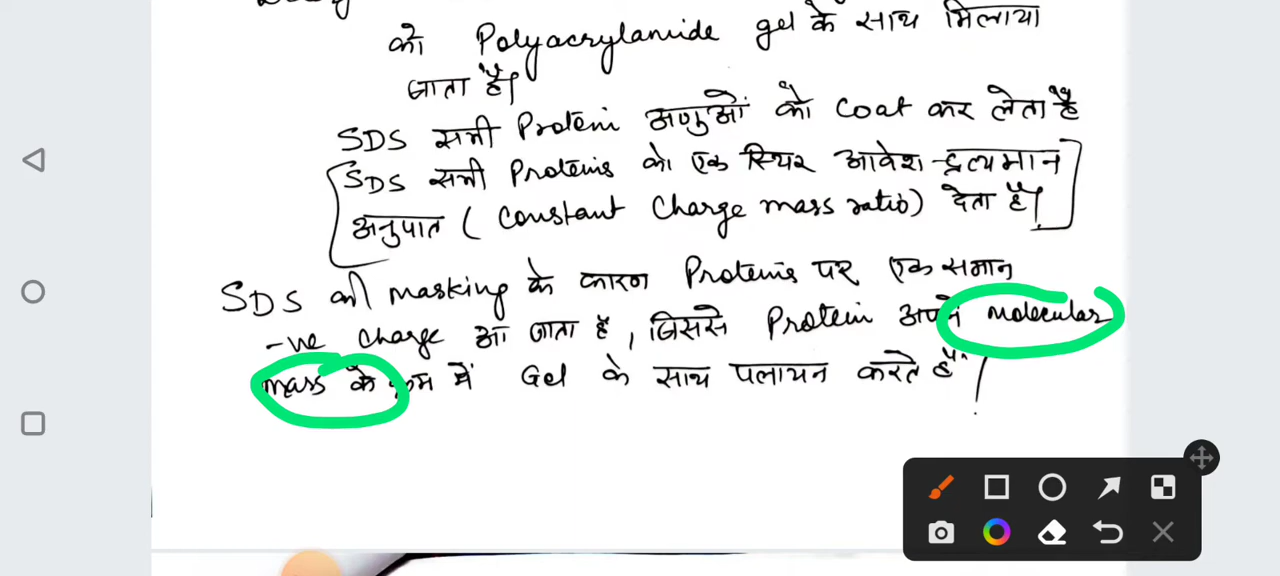 को Polyacrylamide gel के साथ मिलाया
जाता है।
SDS सभी Protein अणुओं को Coat कर लेता है
SDS सभी Proteins को एक स्थिर आवेश-द्रव्यमान
अनुपात ( Constant Charge mass ratio) देता है।
SDS की masking के कारण Proteins पर एक समान
-ve charge आ जाता है, जिससे Protein अपने molecular
mass के क्रम में Gel के साथ पलायन करते हैं।